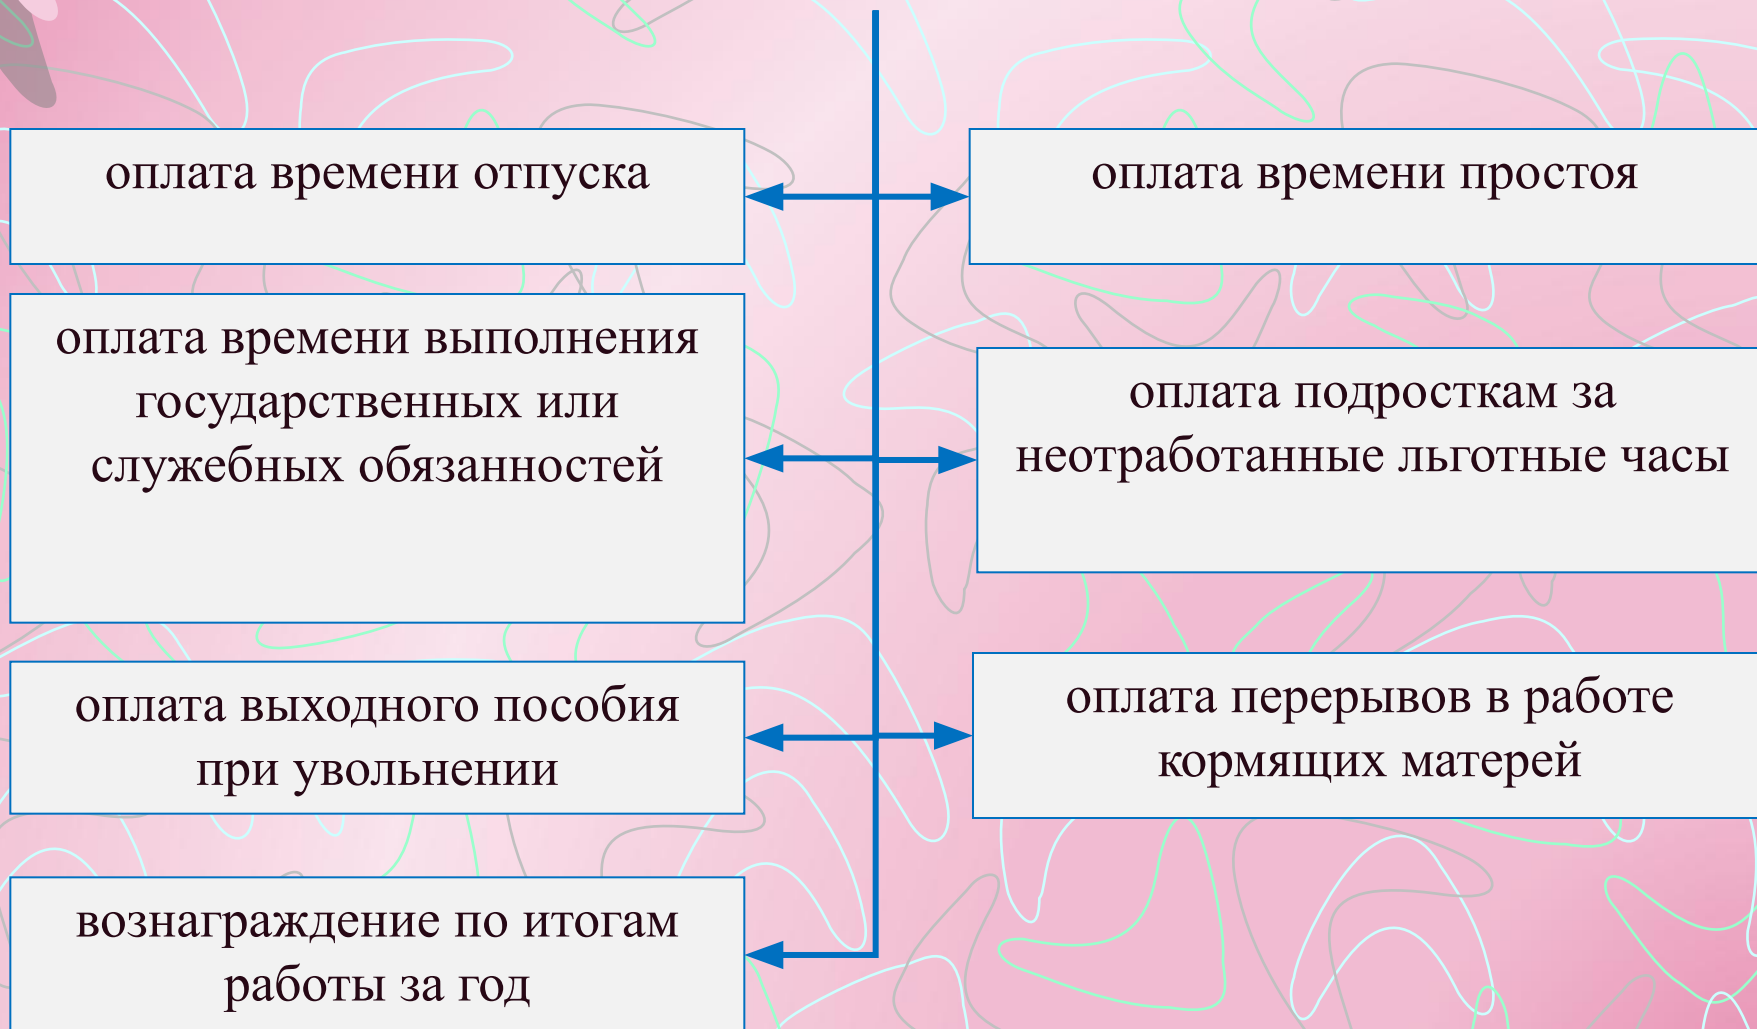 оплата времени отпуска
оплата времени простоя
оплата времени выполнения
государственных или
служебных обязанностей
оплата подросткам за
неотработанные льготные часы
оплата выходного пособия
при увольнении
оплата перерывов в работе
кормящих матерей
вознаграждение по итогам
работы за год